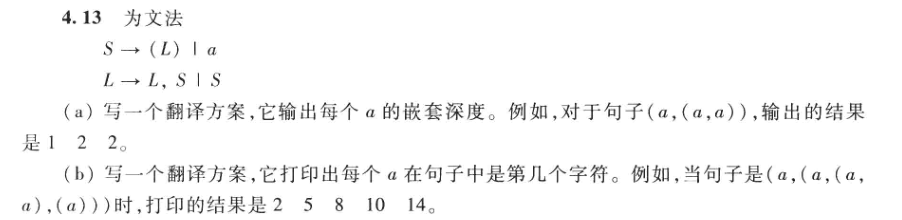 4.13 为文法
S → (L) | a
L → L, S | S
(a) 写一个翻译方案,它输出每个 a 的嵌套深度。例如,对于句子(a,(a,a)),输出的结果
是 1 2 2。
(b) 写一个翻译方案,它打印出每个 a 在句子中是第几个字符。例如,当句子是(a,(a,(a,
a),(a)))时,打印的结果是 2 5 8 10 14。